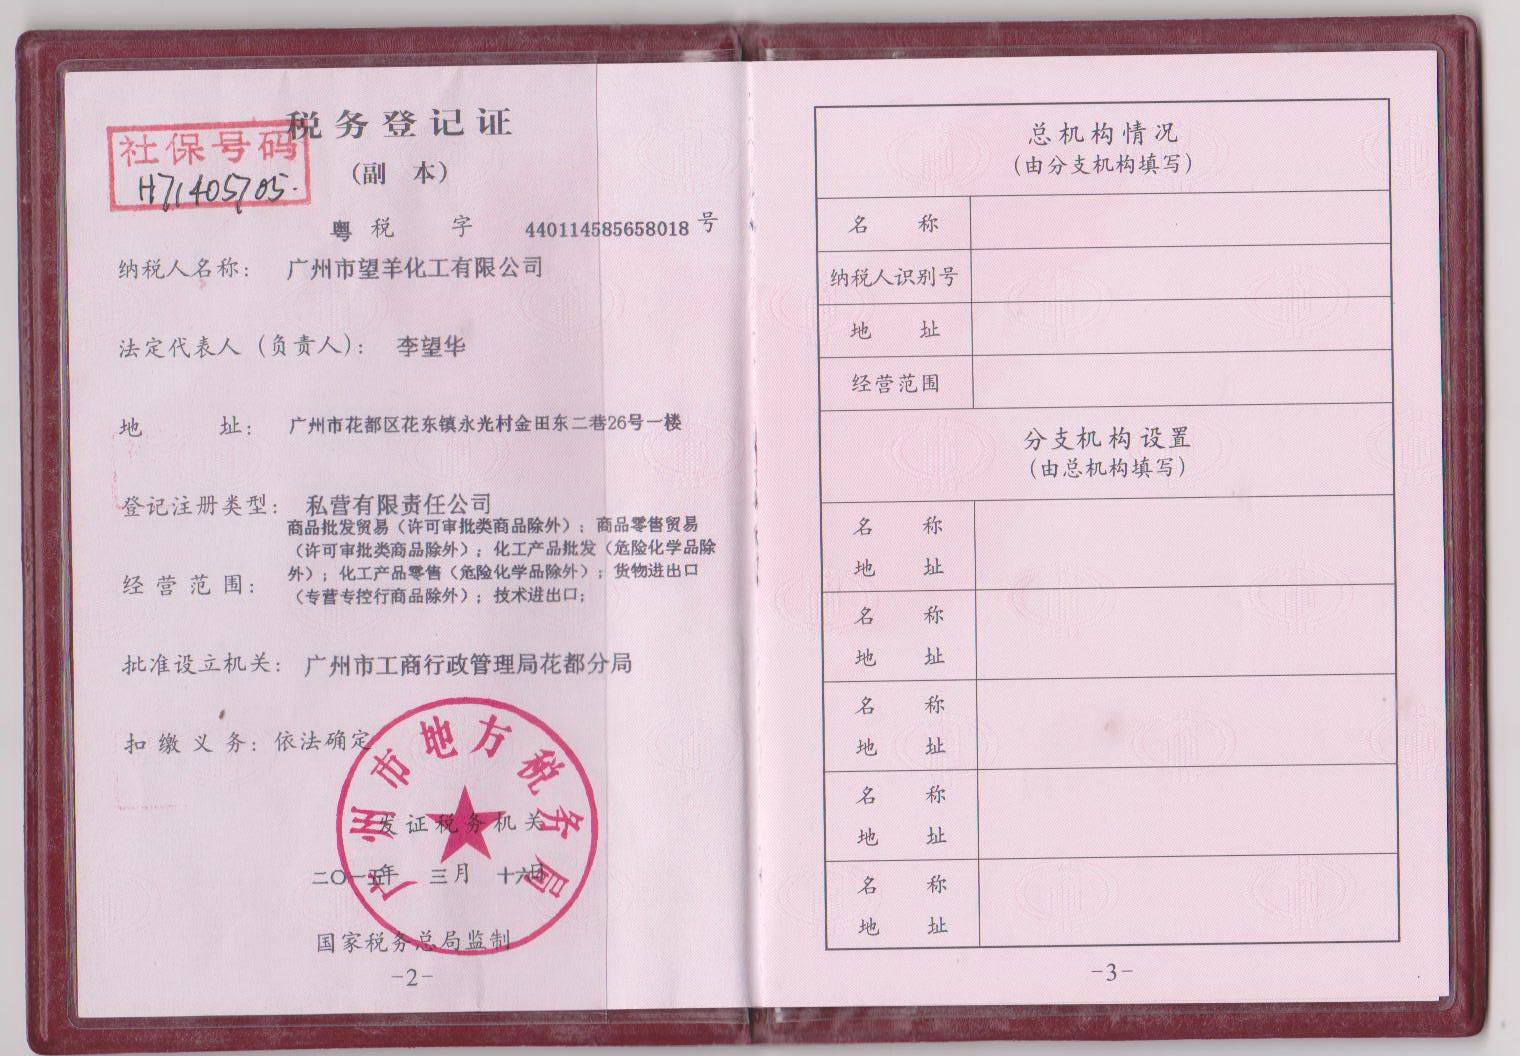 税务登记证
社保号码
H71405705.
(副 本)
粤 税 字 440114585658018 号
纳税人名称: 广州市望羊化工有限公司
法定代表人(负责人): 李望华
地 址: 广州市花都区花东镇永光村金田东二巷26号一楼
登记注册类型: 私营有限责任公司
商品批发贸易(许可审批类商品除外);商品零售贸易
(许可审批类商品除外);化工产品批发(危险化学品除
外);化工产品零售(危险化学品除外);货物进出口
(专营专控商品除外);技术进出口;
经营范围:
批准设立机关: 广州市工商行政管理局花都分局
扣缴义务: 依法确定
广州市地方税务局
发证税务机关
二〇一五年 三月 十六日
国家税务总局监制
-2-
总机构情况
(由分支机构填写)
名 称
纳税人识别号
地 址
经营范围
分支机构设置
(由总机构填写)
名 称
地 址
名 称
地 址
名 称
地 址
名 称
地 址
名 称
地 址
-3-